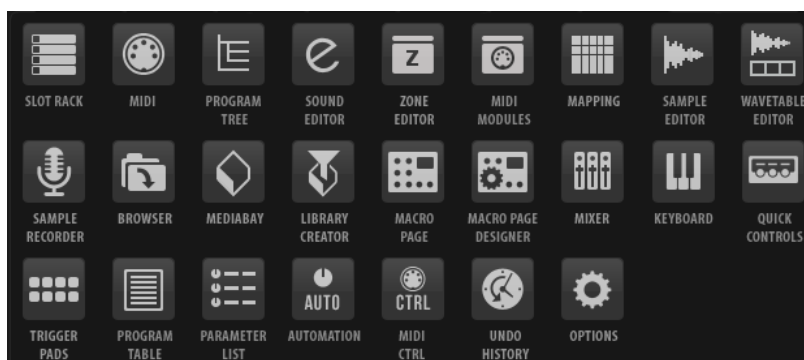 Z
SLOT RACK
MIDI
PROGRAM
TREE
SOUND
EDITOR
ZONE
EDITOR
MIDI
MODULES
MAPPING
SAMPLE
EDITOR
WAVETABLE
EDITOR
SAMPLE
RECORDER
BROWSER
MEDIABAY
LIBRARY
CREATOR
MACRO
PAGE
MACRO PAGE
DESIGNER
MIXER
KEYBOARD
QUICK
CONTROLS
AUTO
CTRL
TRIGGER
PADS
PROGRAM
TABLE
PARAMETER
LIST
AUTOMATION
MIDI
CTRL
UNDO
HISTORY
OPTIONS